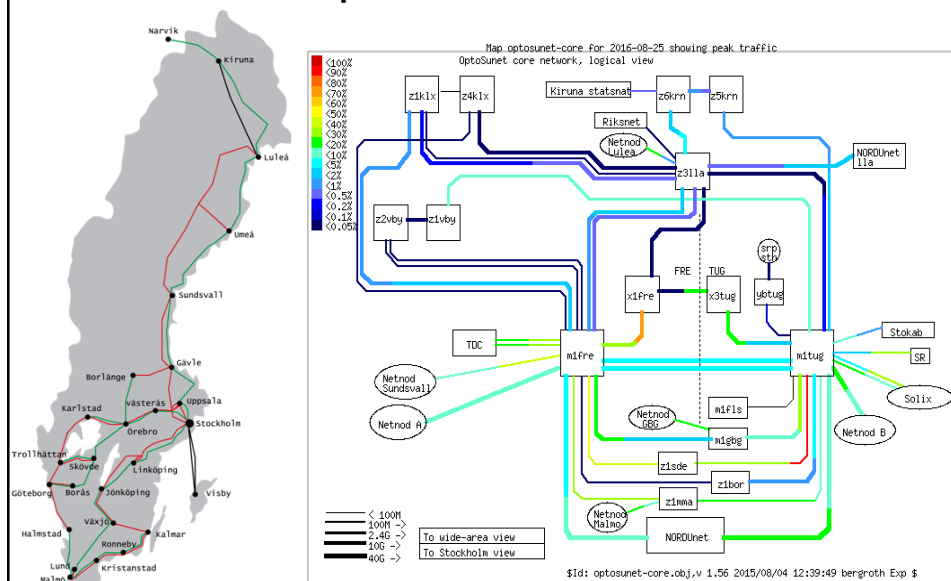 Narvik
Kiruna
Luleå
Umeå
Sundsvall
Gävle
Borlänge
Uppsala
västerås
Karlstad
Stockholm
Örebro
Trollhättan
Linköping
Skövde
Göteborg
Borås
Jönköping
Visby
Växjö
Halmstad
Kalmar
Ronneby
Lund
Kristanstad
Malmö
Map optosunet-core for 2016-08-25 showing peak traffic
OptoSunet core network, logical view
<100%
<90%
<80%
<70%
<60%
<50%
<40%
<30%
<20%
<10%
<5%
<2%
<1%
<0.5%
<0.2%
<0.1%
<0.05%
z1klx
z4klx
Kiruna statsnat
z6krn
z5krn
Riksnet
Netnod
Lulea
NORDUnet
lla
z3lla
z2vby
z1vby
srp
sth
FRE
TUG
x1fre
x3tug
ybtug
Stokab
TDC
m1fre
m1tug
SR
Netnod
Sundsvall
Solix
m1fls
Netnod A
Netnod
GBG
Netnod B
m1gbg
z1sde
z1bor
z1mma
Netnod
Malmo
< 100M
100M ->
2.4G ->
10G ->
40G ->
To wide-area view
To Stockholm view
NORDUnet
$Id: optosunet-core.obj,v 1.56 2015/08/04 12:39:49 bergroth Exp $